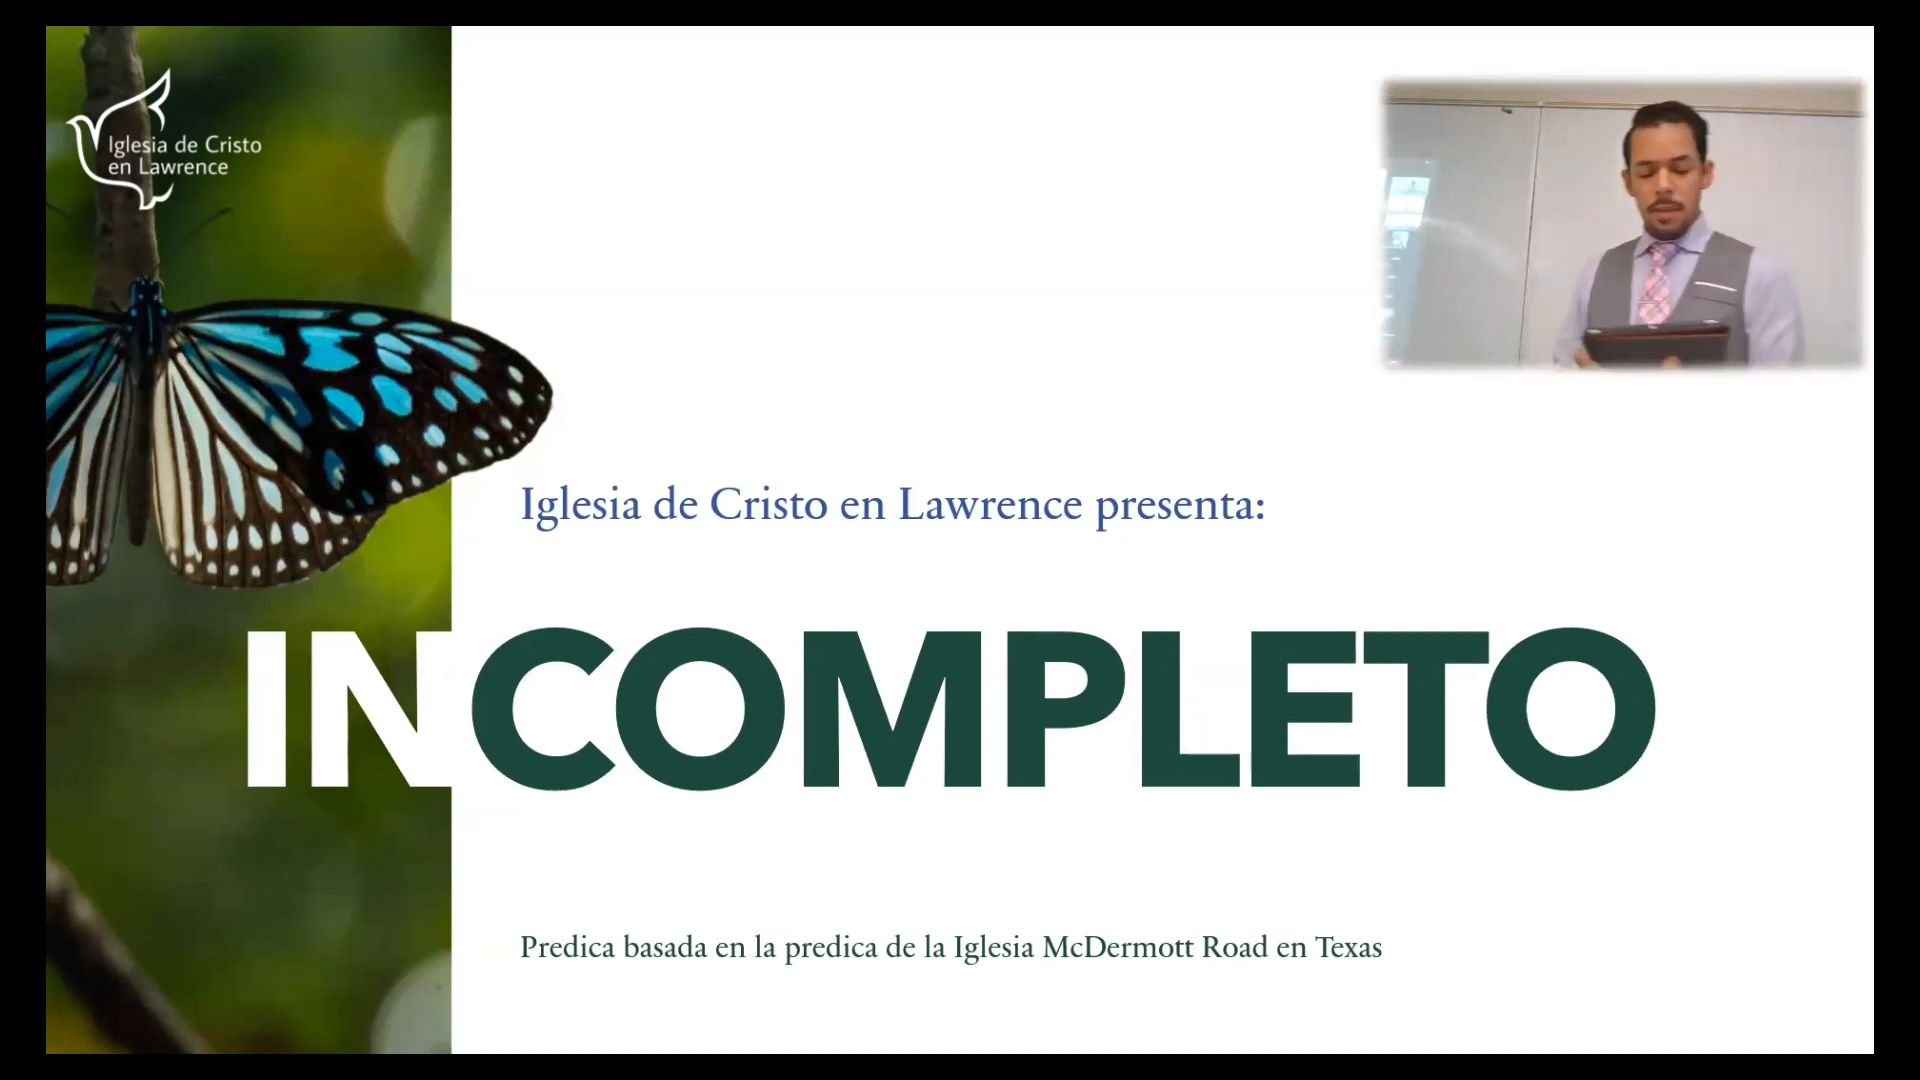 Iglesia de Cristo
en Lawrence
Iglesia de Cristo en Lawrence presenta:
INCOMPLETO
Predica basada en la predica de la Iglesia McDermott Road en Texas